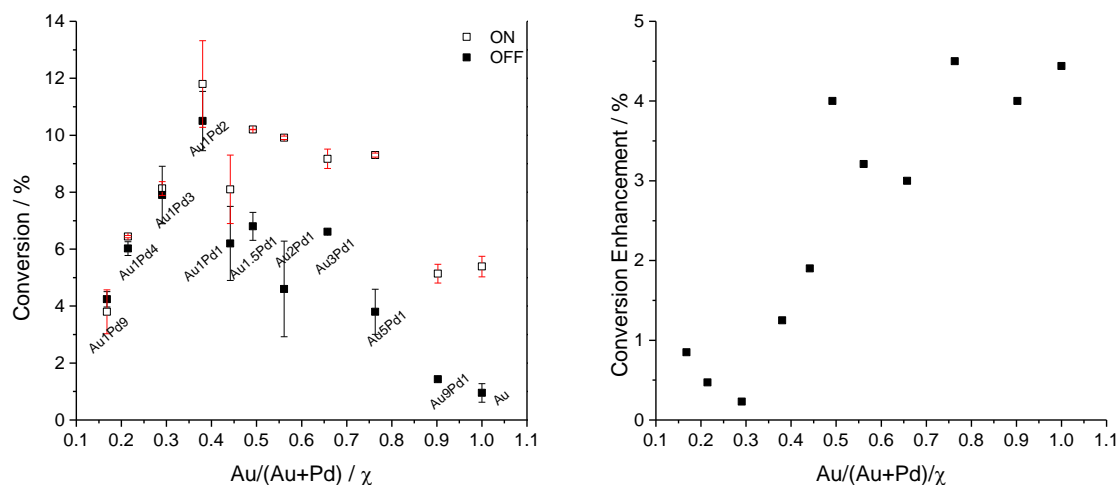 14
12
10
8
6
4
2
0
Conversion / %
ON
OFF
Au1Pd9
Au1Pd4
Au1Pd3
Au1Pd2
Au1Pd1
Au1.5Pd1
Au2Pd1
Au3Pd1
Au5Pd1
Au9Pd1
Au
0.1 0.2 0.3 0.4 0.5 0.6 0.7 0.8 0.9 1.0 1.1
Au/(Au+Pd) / χ
5
4
3
2
1
0
Conversion Enhancement / %
0.1 0.2 0.3 0.4 0.5 0.6 0.7 0.8 0.9 1.0 1.1
Au/(Au+Pd)/χ